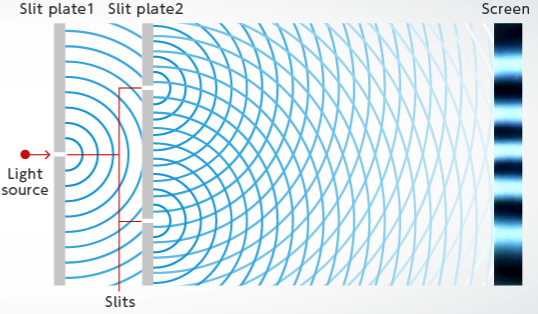 Slit plate1
Slit plate2
Screen
Light
source
Slits